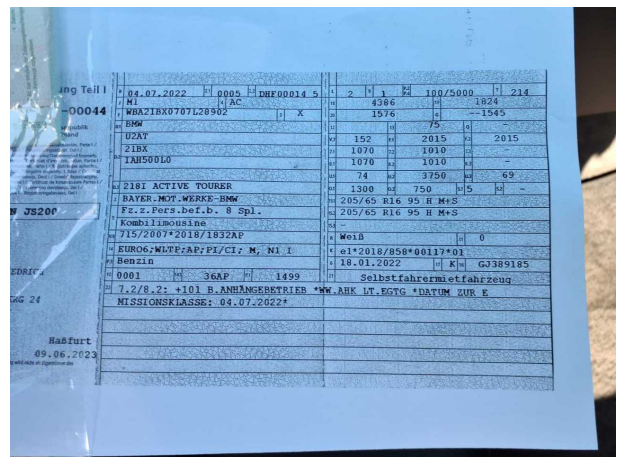 ung Teil I
-00044
N JS200
EDRICH
EG 24
Haßfurt
09.06.2023
04.07.2022 0005 DHF00014 5
M1 AC
WBA21BX0707L28902 X
BMW
U2AT
21BX
1AH500L0
218I ACTIVE TOURER
BAYER.MOT.WERKE-BMW
Fz.z.Pers.bef.b. 8 Spl.
Kombilimousine
715/2007*2018/1832AP
EURO6;WLTP;AP;PI/CI; M, N1 I
Benzin
0001 36AP 1499
2 1 100/5000 214
4386 1824
1576 --1545
75 -
152 2015 2015
1070 1010 -
1070 1010 -
74 3750 69
1300 750 5 -
205/65 R16 95 H M+S
205/65 R16 95 H M+S
-
Weiß 0
e1*2018/858*00117*01
18.01.2022 K GJ389185
Selbstfahrermietfahrzeug
7.2/8.2: +101 B.ANHÄNGEBETRIEB *WW.AHK LT.EGTG *DATUM ZUR E
MISSIONSKLASSE: 04.07.2022*